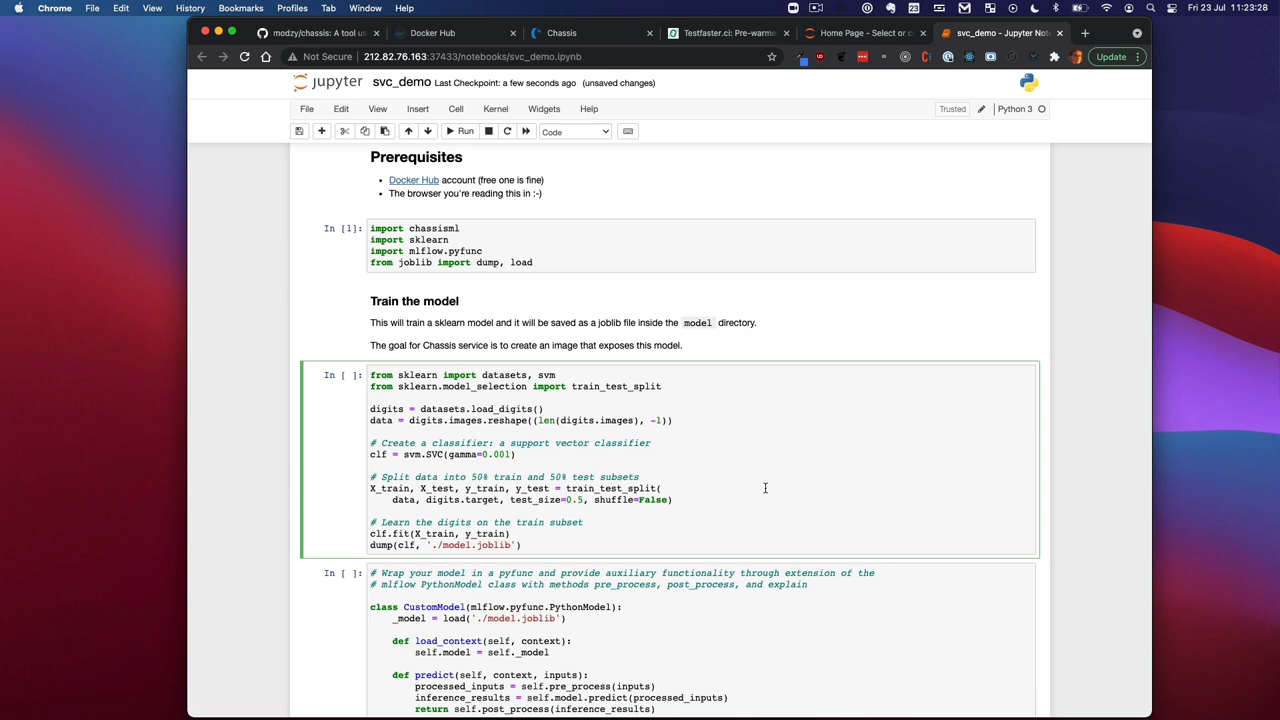 Chrome File Edit View History Bookmarks Profiles Tab Window Help
23
Fri 23 Jul 11:23:28
modzy/chassis: A tool us
Docker Hub
Chassis
Testfaster.ci: Pre-warme
Home Page - Select or c
svc_demo - Jupyter Note
Not Secure 212.82.76.163:37433/notebooks/svc_demo.ipynb
Update
jupyter svc_demo Last Checkpoint: a few seconds ago (unsaved changes)
File Edit View Insert Cell Kernel Widgets Help
Trusted Python 3
Run Code
Prerequisites
• Docker Hub account (free one is fine)
• The browser you're reading this in :-)
In [1]: import chassisml
import sklearn
import mlflow.pyfunc
from joblib import dump, load
Train the model
This will train a sklearn model and it will be saved as a joblib file inside the model directory.
The goal for Chassis service is to create an image that exposes this model.
In [ ]: from sklearn import datasets, svm
from sklearn.model_selection import train_test_split
digits = datasets.load_digits()
data = digits.images.reshape((len(digits.images), -1))
# Create a classifier: a support vector classifier
clf = svm.SVC(gamma=0.001)
# Split data into 50% train and 50% test subsets
X_train, X_test, y_train, y_test = train_test_split(
data, digits.target, test_size=0.5, shuffle=False)
# Learn the digits on the train subset
clf.fit(X_train, y_train)
dump(clf, './model.joblib')
In [ ]: # Wrap your model in a pyfunc and provide auxiliary functionality through extension of the
# mlflow PythonModel class with methods pre_process, post_process, and explain
class CustomModel(mlflow.pyfunc.PythonModel):
_model = load('./model.joblib')
def load_context(self, context):
self.model = self._model
def predict(self, context, inputs):
processed_inputs = self.pre_process(inputs)
inference_results = self.model.predict(processed_inputs)
return self.post_process(inference_results)